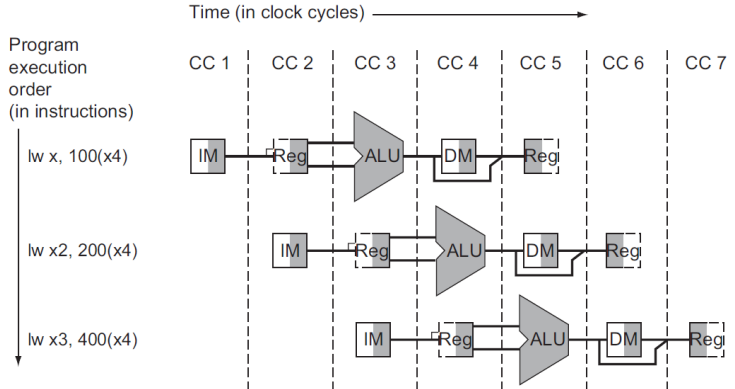 Time (in clock cycles)
Program
execution
order
(in instructions)
CC 1 CC 2 CC 3 CC 4 CC 5 CC 6 CC 7
lw x, 100(x4) IM Reg ALU DM Reg
lw x2, 200(x4) IM Reg ALU DM Reg
lw x3, 400(x4) IM Reg ALU DM Reg